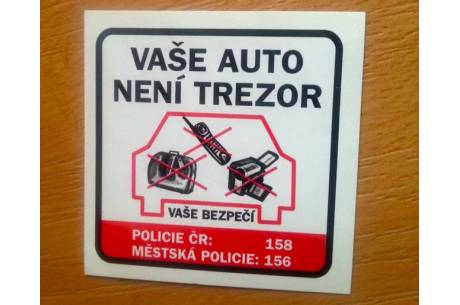 VAŠE AUTO
NENÍ TREZOR
VAŠE BEZPEČÍ
POLICIE ČR: 158
MĚSTSKÁ POLICIE: 156